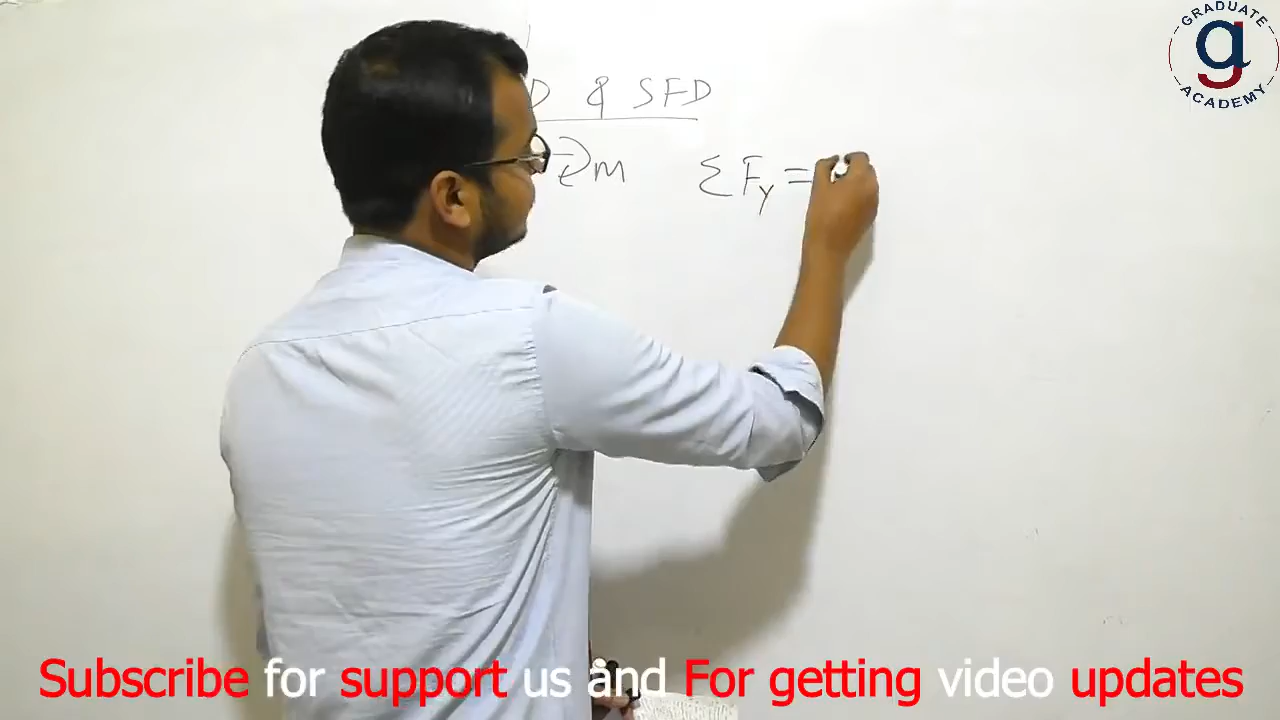 GRADUATE
a
ACADEMY
D & SFD
m
ΣFy =
Subscribe for support us and For getting video updates